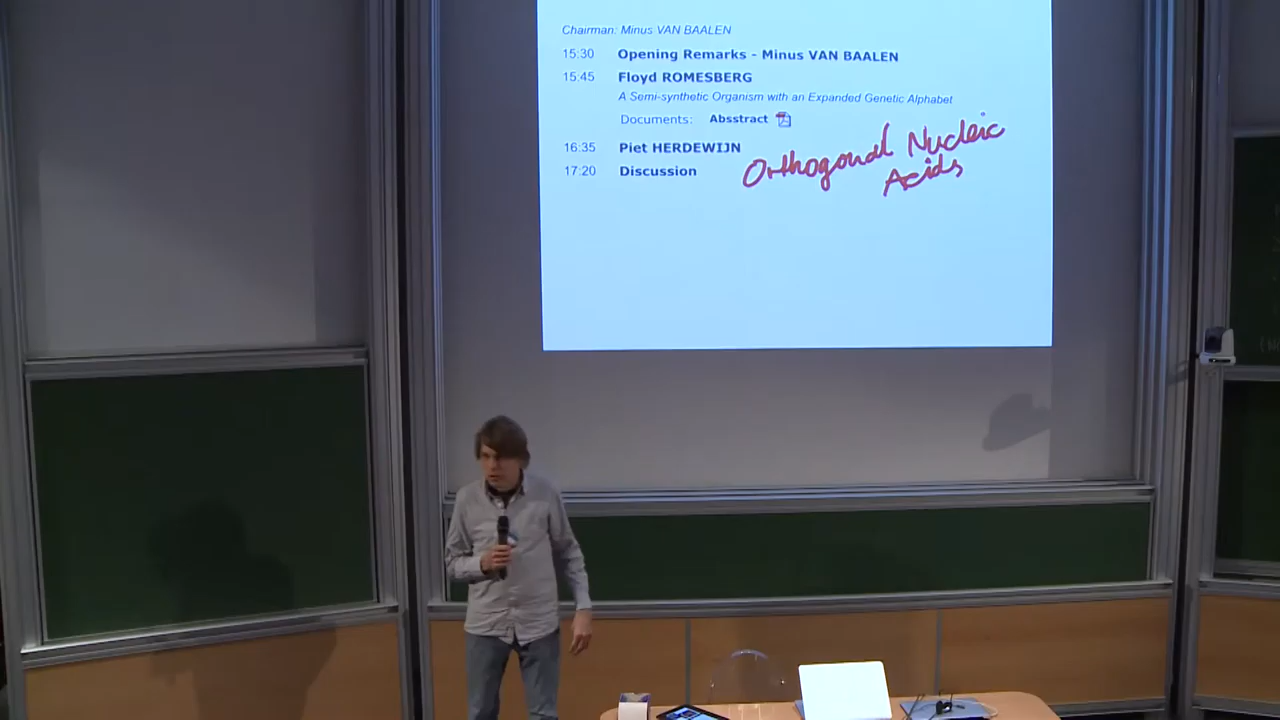 Chairman: Minus VAN BAALEN
15:30 Opening Remarks - Minus VAN BAALEN
15:45 Floyd ROMESBERG
A Semi-synthetic Organism with an Expanded Genetic Alphabet
Documents: Absstract
16:35 Piet HERDEWIJN
Orthogonal Nucleic
Acids
17:20 Discussion